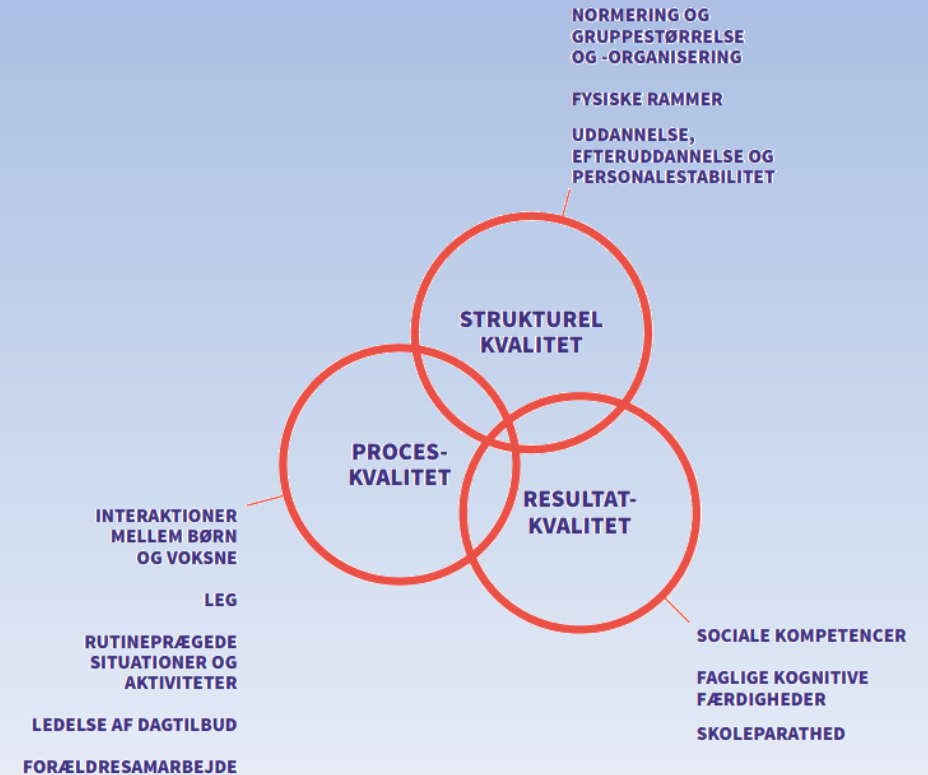 NORMERING OG
GRUPPESTØRRELSE
OG -ORGANISERING
FYSISKE RAMMER
UDDANNELSE,
EFTERUDDANNELSE OG
PERSONALESTABILITET
STRUKTUREL
KVALITET
PROCES-
KVALITET
RESULTAT-
KVALITET
INTERAKTIONER
MELLEM BØRN
OG VOKSNE
LEG
RUTINEPRÆGEDE
SITUATIONER OG
AKTIVITETER
LEDELSE AF DAGTILBUD
FORÆLDRESAMARBEJDE
SOCIALE KOMPETENCER
FAGLIGE KOGNITIVE
FÆRDIGHEDER
SKOLEPARATHED